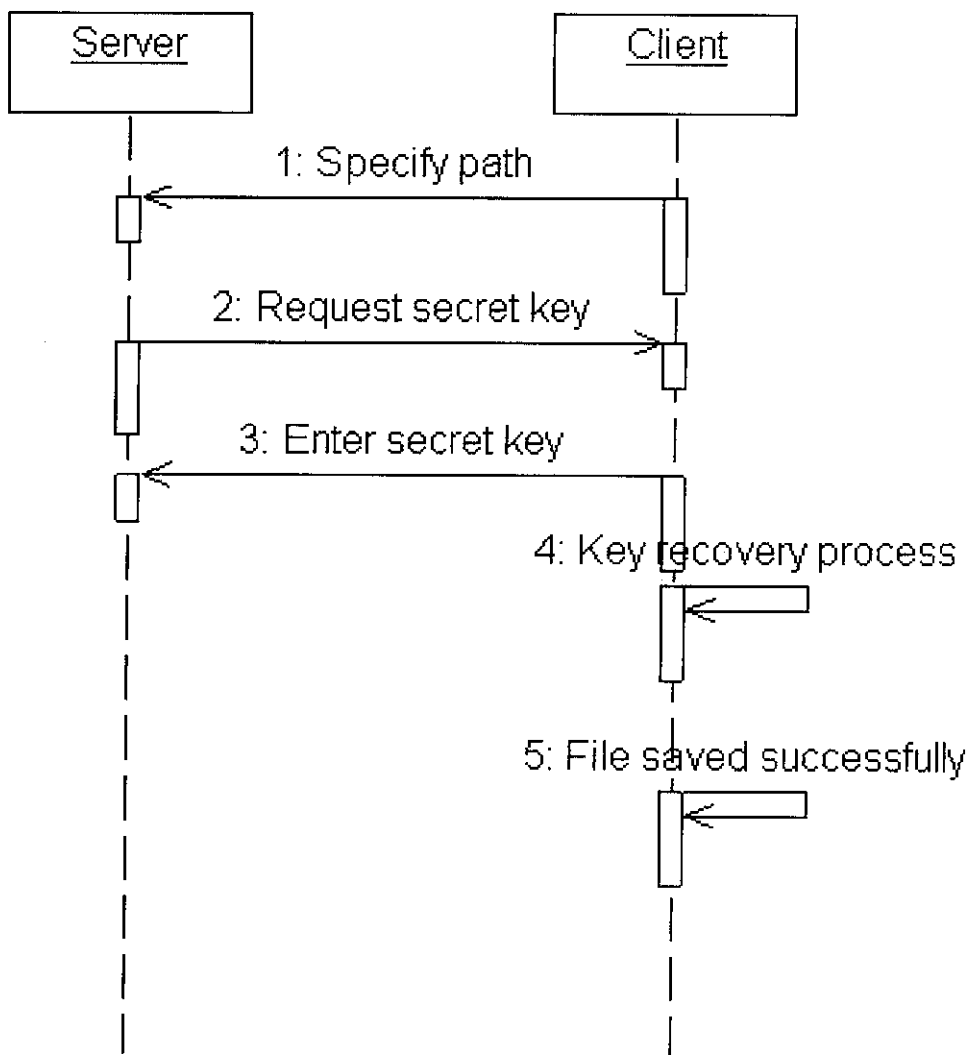 Server
Client
1: Specify path
2: Request secret key
3: Enter secret key
4: Key recovery process
5: File saved successfully